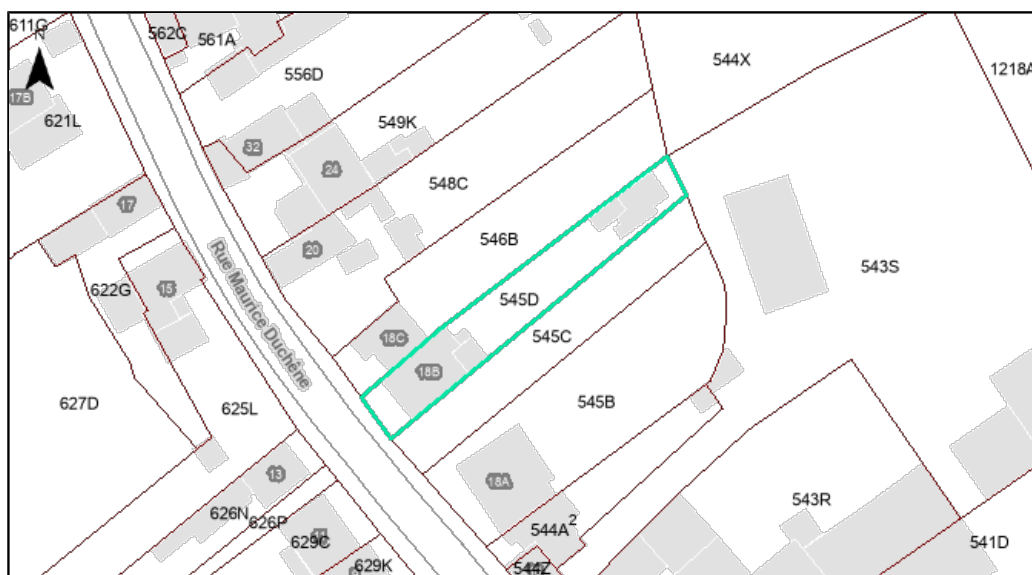 611G
N
562C
561A
544X
1218A
556D
17B
621L
549K
32
24
548C
17
20
546B
543S
622G
15
Rue Maurice Duchêne
545D
18C
545C
18B
627D
625L
545B
13
18A
543R
626N
626P
544A²
629C
541D
629K
544Z